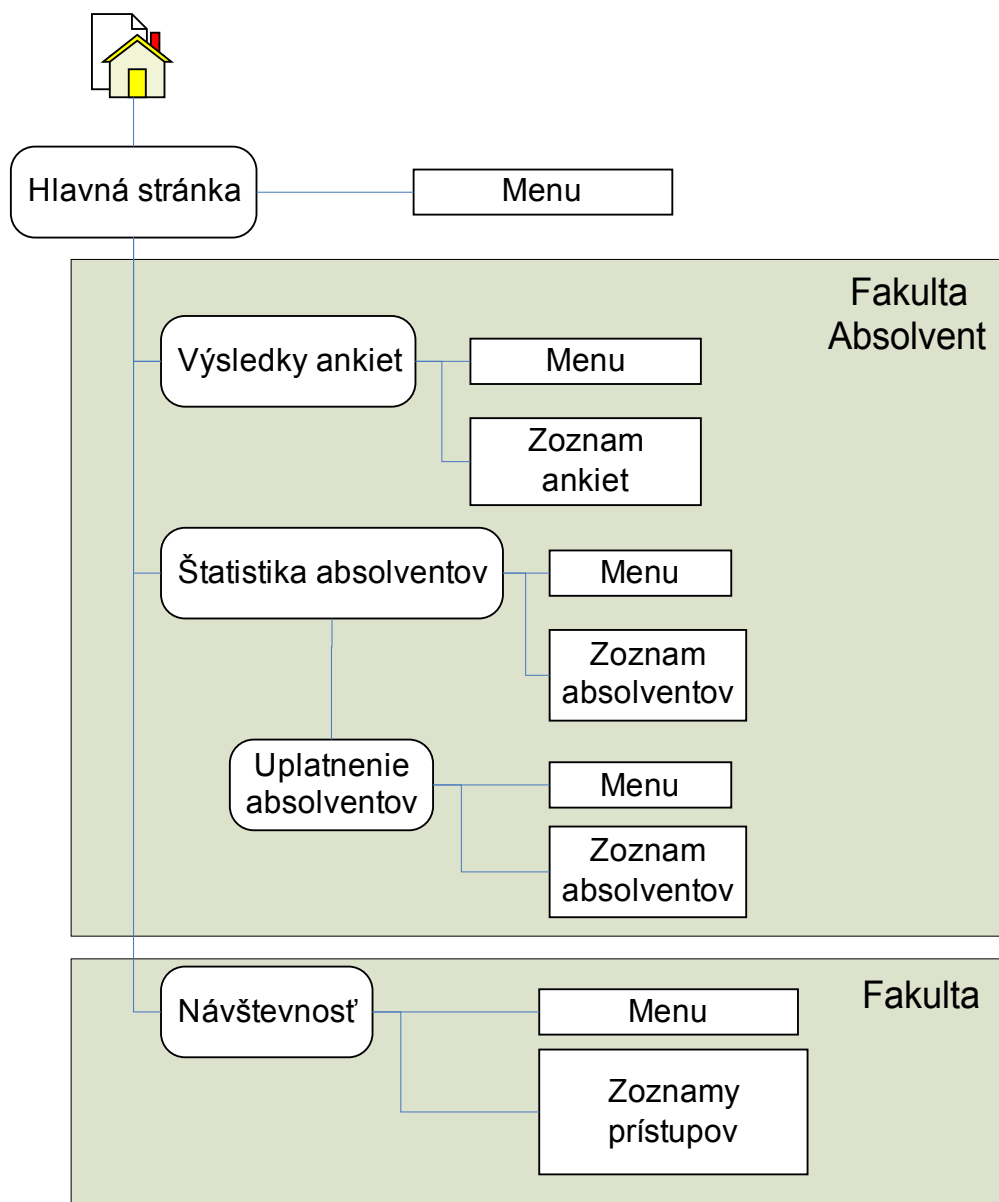 Hlavná stránka
Menu
Fakulta
Absolvent
Výsledky ankiet
Menu
Zoznam
ankiet
Štatistika absolventov
Menu
Zoznam
absolventov
Uplatnenie
absolventov
Menu
Zoznam
absolventov
Fakulta
Návštevnosť
Menu
Zoznamy
prístupov